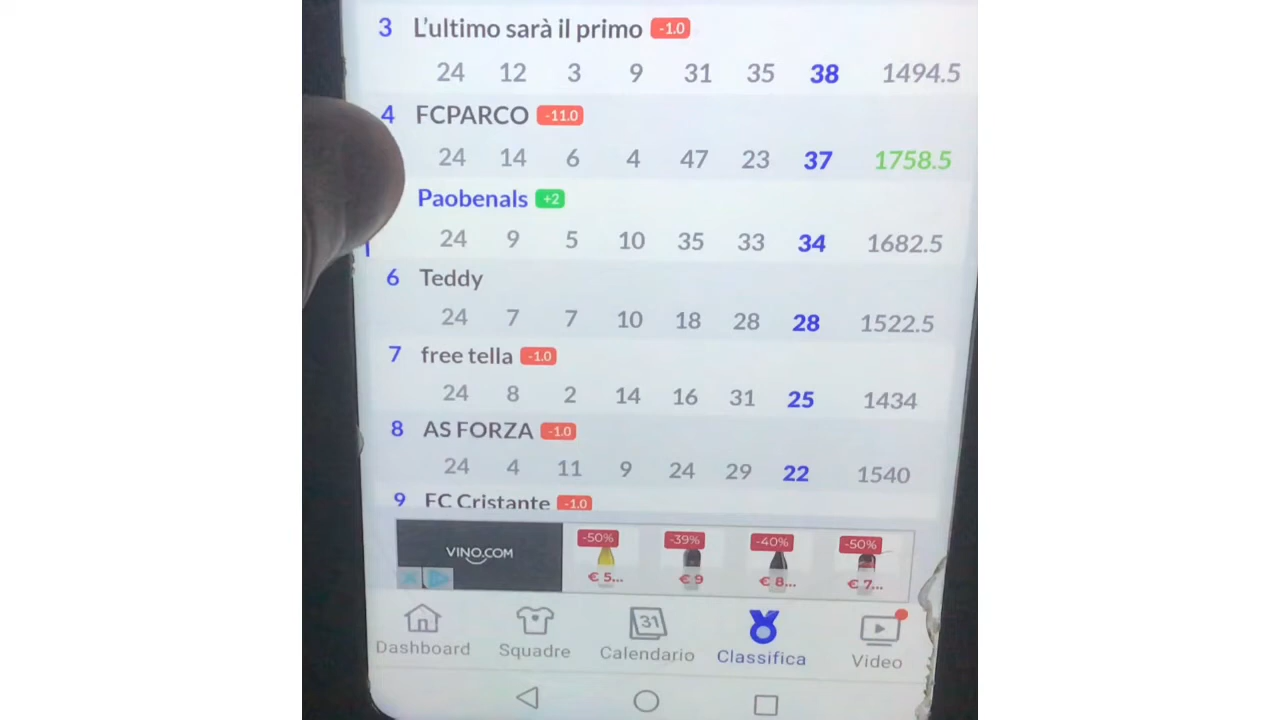 3 L'ultimo sarà il primo -1.0
24 12 3 9 31 35 38 1494.5
4 FCPARCO -11.0
24 14 6 4 47 23 37 1758.5
Paobenals +2
24 9 5 10 35 33 34 1682.5
6 Teddy
24 7 7 10 18 28 28 1522.5
7 free tella -1.0
24 8 2 14 16 31 25 1434
8 AS FORZA -1.0
24 4 11 9 24 29 22 1540
9 FC Cristante -1.0
VINO.COM -50% -39% -40% -50%
€ 5... € 9 € 8... € 7...
31
Dashboard Squadre Calendario Classifica Video